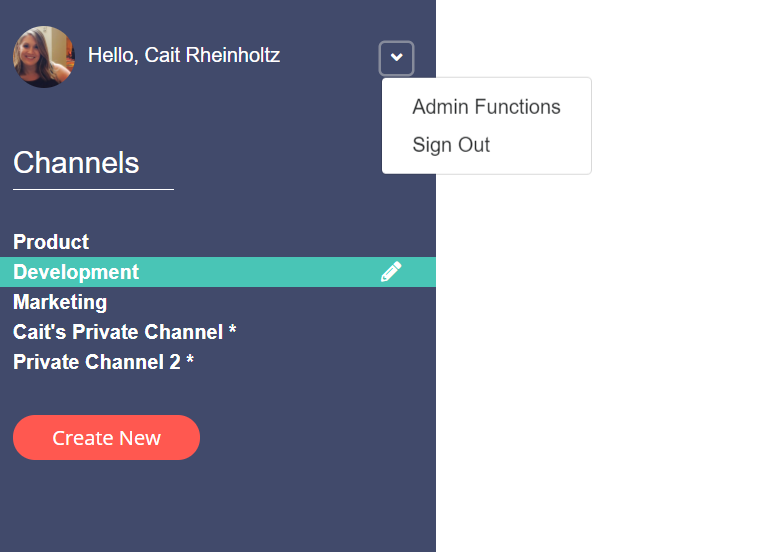 Hello, Cait Rheinholtz
Admin Functions
Sign Out
Channels
Product
Development
Marketing
Cait's Private Channel *
Private Channel 2 *
Create New